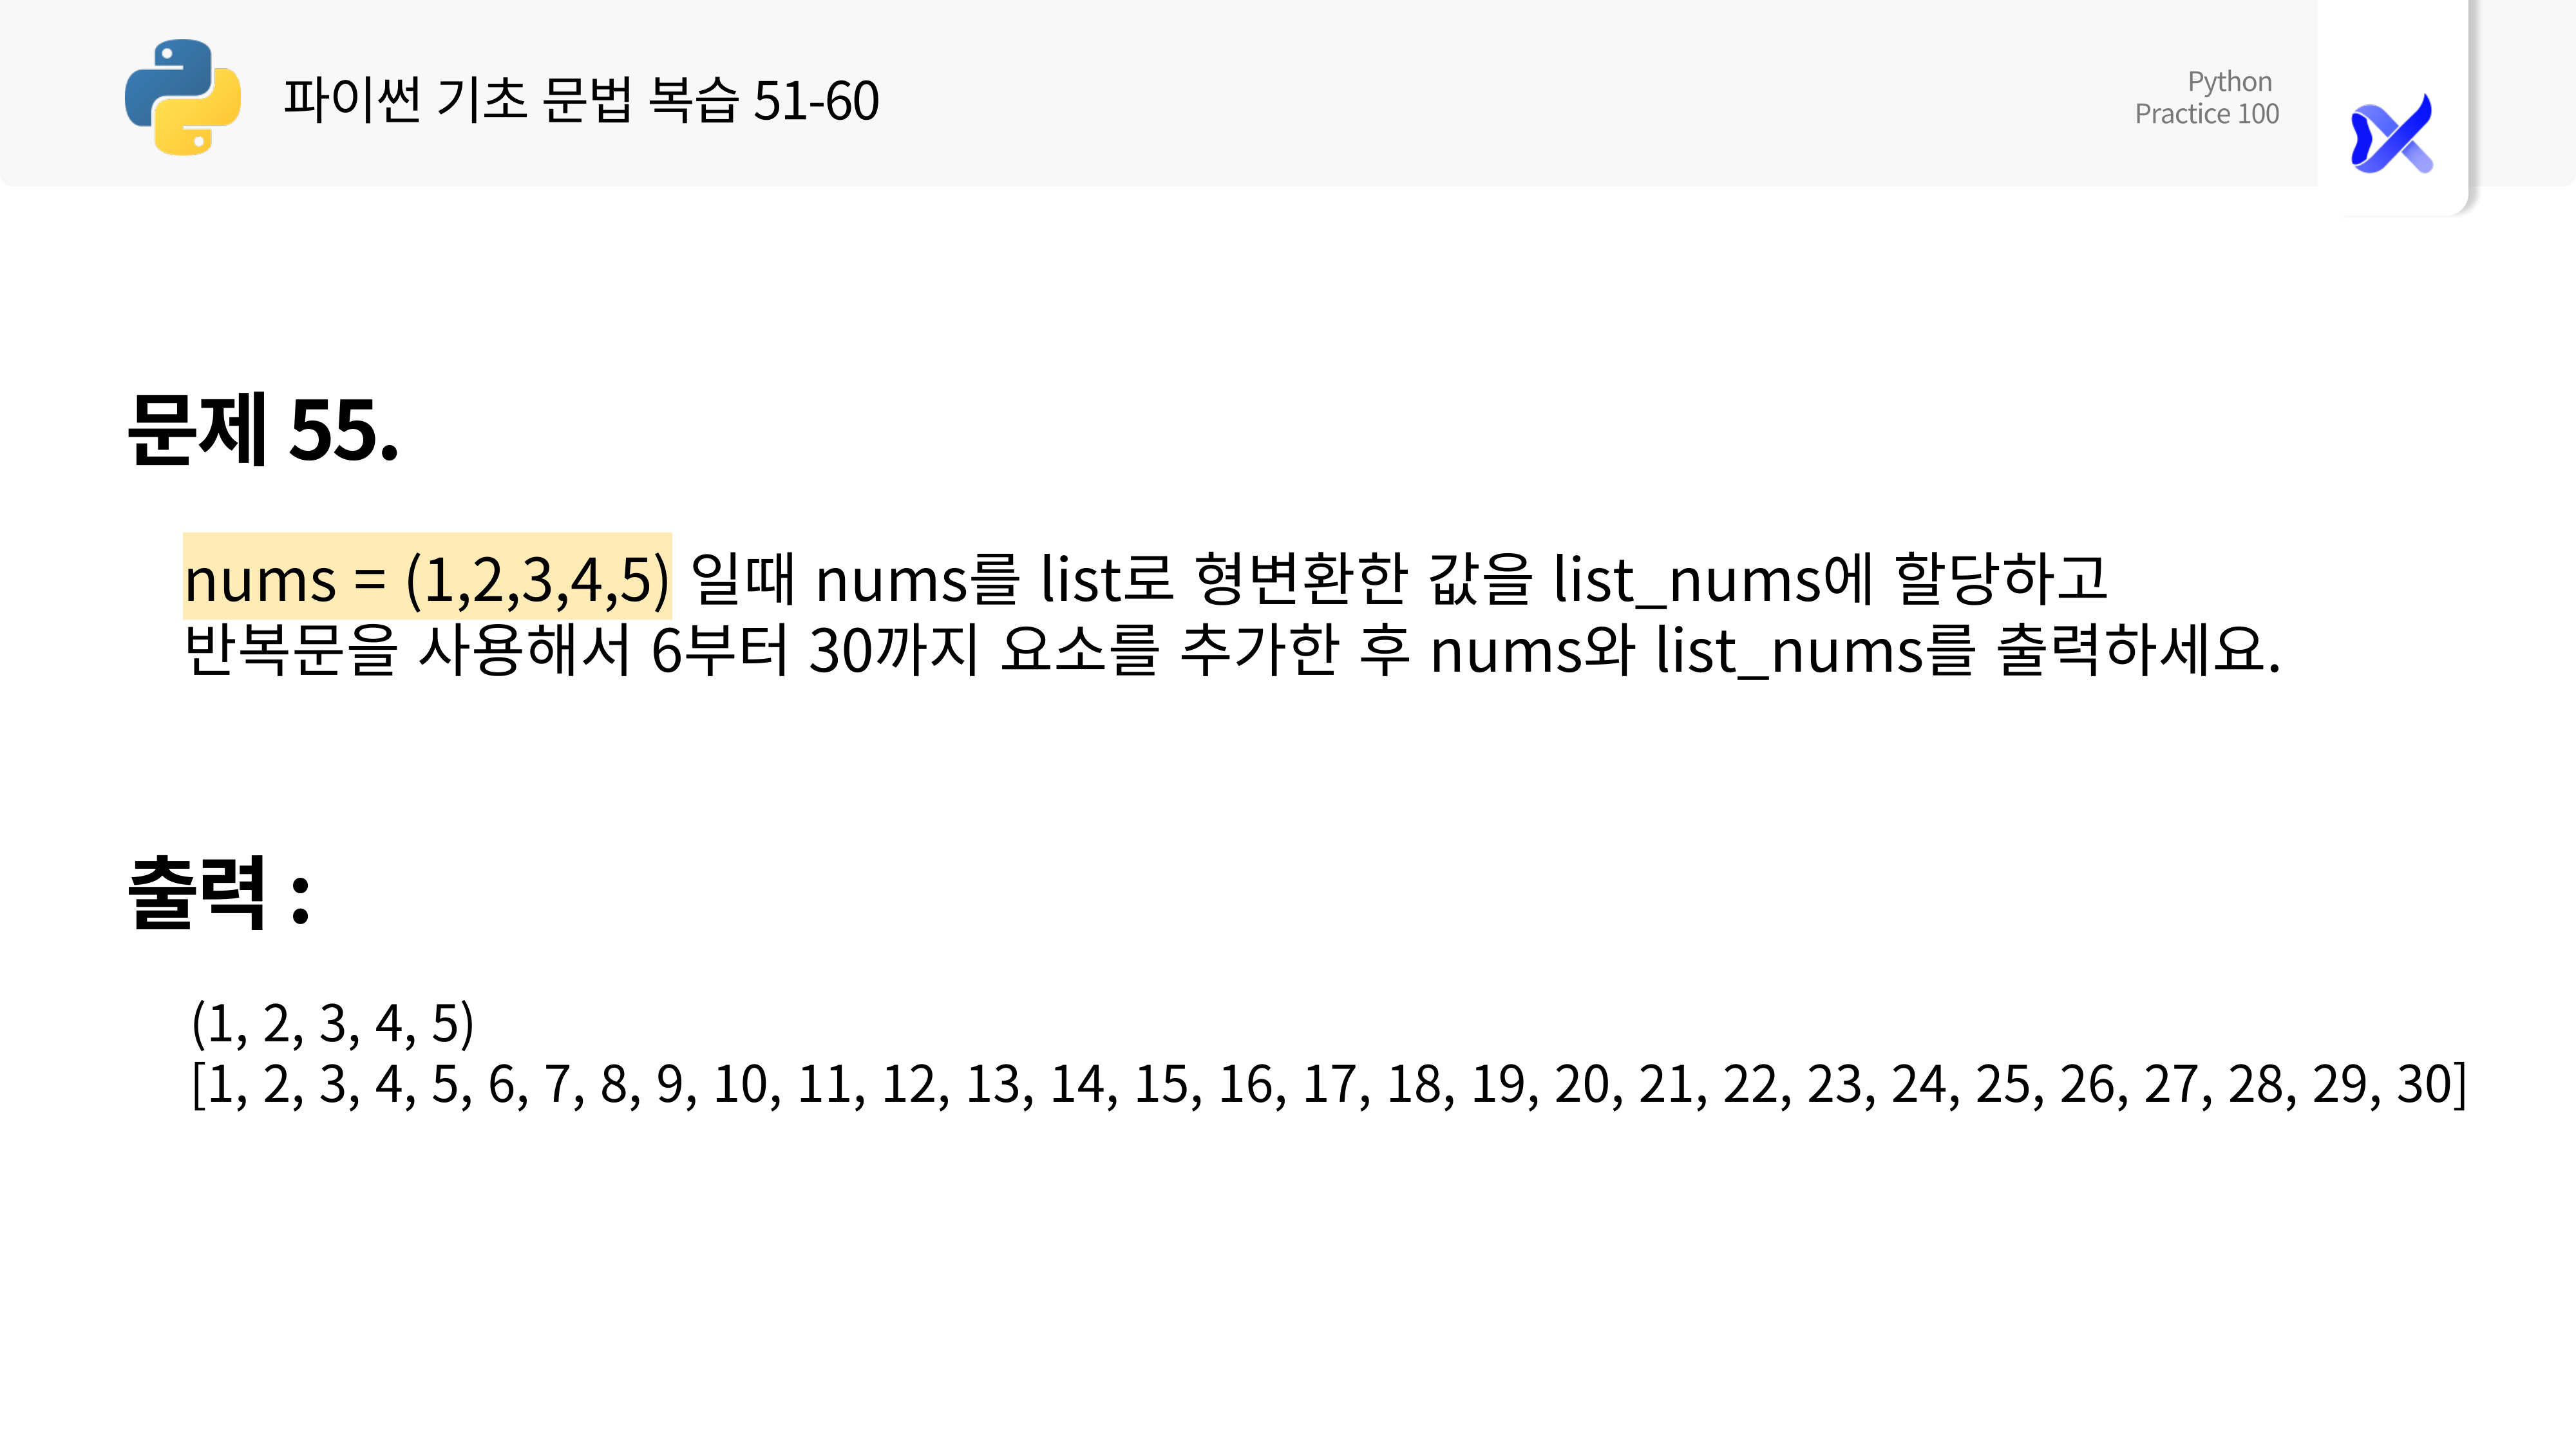 파이썬 기초 문법 복습 51-60
Python
Practice 100
문제 55.
nums = (1,2,3,4,5) 일때 nums를 list로 형변환한 값을 list_nums에 할당하고
반복문을 사용해서 6부터 30까지 요소를 추가한 후 nums와 list_nums를 출력하세요.
출력 :
(1, 2, 3, 4, 5)
[1, 2, 3, 4, 5, 6, 7, 8, 9, 10, 11, 12, 13, 14, 15, 16, 17, 18, 19, 20, 21, 22, 23, 24, 25, 26, 27, 28, 29, 30]